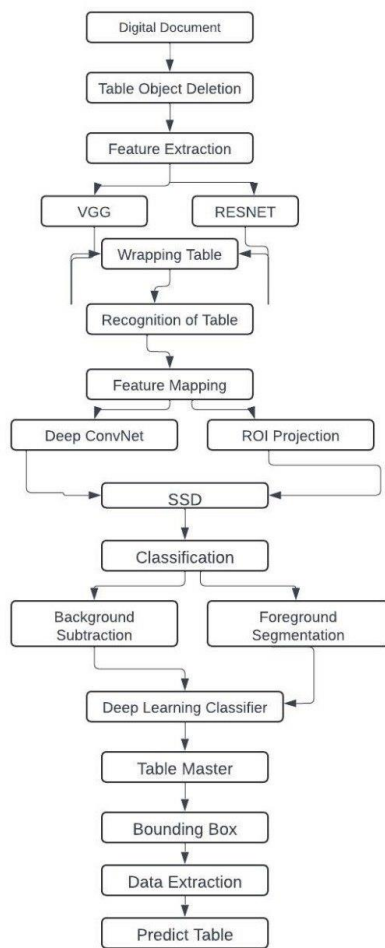 Digital Document
Table Object Deletion
Feature Extraction
VGG
RESNET
Wrapping Table
Recognition of Table
Feature Mapping
Deep ConvNet
ROI Projection
SSD
Classification
Background
Subtraction
Foreground
Segmentation
Deep Learning Classifier
Table Master
Bounding Box
Data Extraction
Predict Table